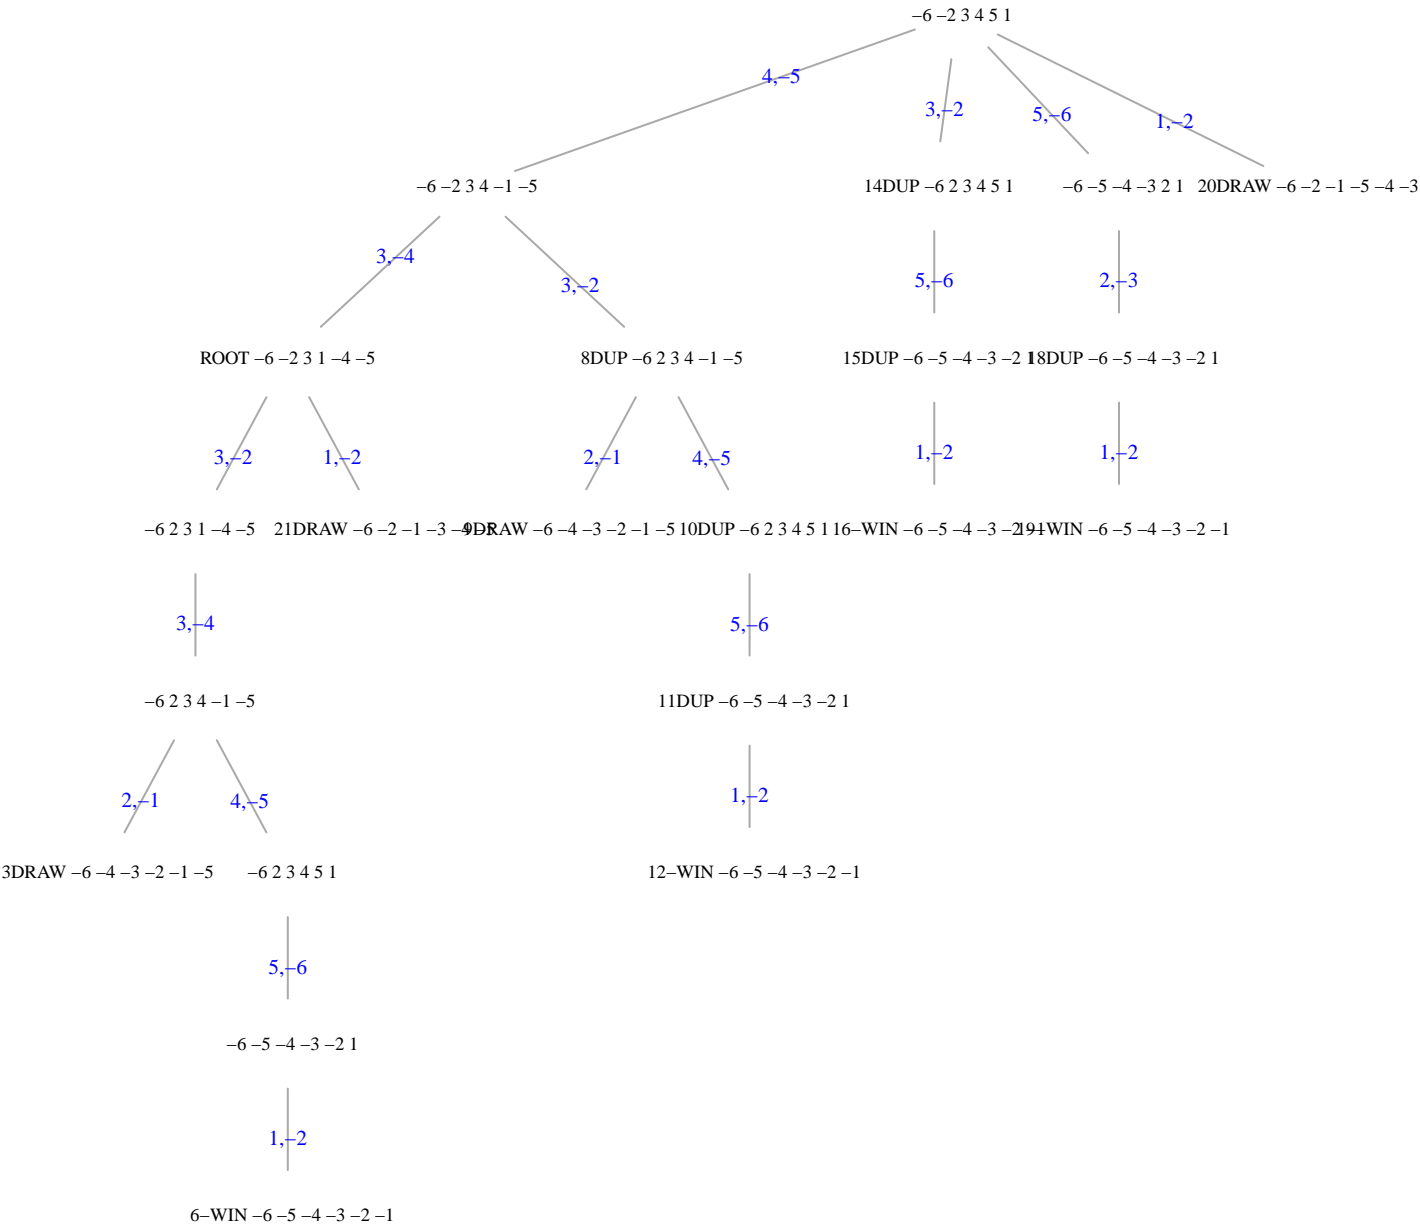 –6 –2 3 4 5 1
4,–5
3,–2
5,–6
1,–2
–6 –2 3 4 –1 –5
14DUP –6 2 3 4 5 1
–6 –5 –4 –3 2 1
20DRAW –6 –2 –1 –5 –4 –3
3,–4
3,–2
5,–6
2,–3
ROOT –6 –2 3 1 –4 –5
8DUP –6 2 3 4 –1 –5
15DUP –6 –5 –4 –3 –2 1
18DUP –6 –5 –4 –3 –2 1
3,–2
1,–2
2,–1
4,–5
1,–2
1,–2
–6 2 3 1 –4 –5
21DRAW –6 –2 –1 –3 –4 –5
9DRAW –6 –4 –3 –2 –1 –5
10DUP –6 2 3 4 5 1
16–WIN –6 –5 –4 –3 –2 –1
19–WIN –6 –5 –4 –3 –2 –1
3,–4
5,–6
–6 2 3 4 –1 –5
11DUP –6 –5 –4 –3 –2 1
2,–1
4,–5
1,–2
3DRAW –6 –4 –3 –2 –1 –5
–6 2 3 4 5 1
12–WIN –6 –5 –4 –3 –2 –1
5,–6
–6 –5 –4 –3 –2 1
1,–2
6–WIN –6 –5 –4 –3 –2 –1